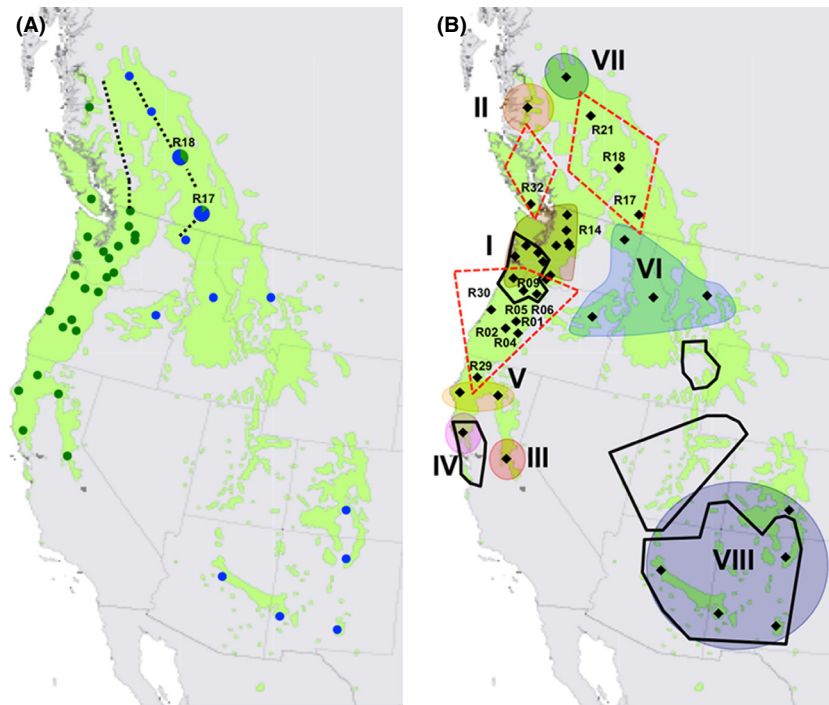 (A)
R18
R17
(B)
VII
II
R21
R18
R32
R17
R14
I
VI
R09
R30
R05 R06
R01
R02
R04
R29
V
IV
III
VIII